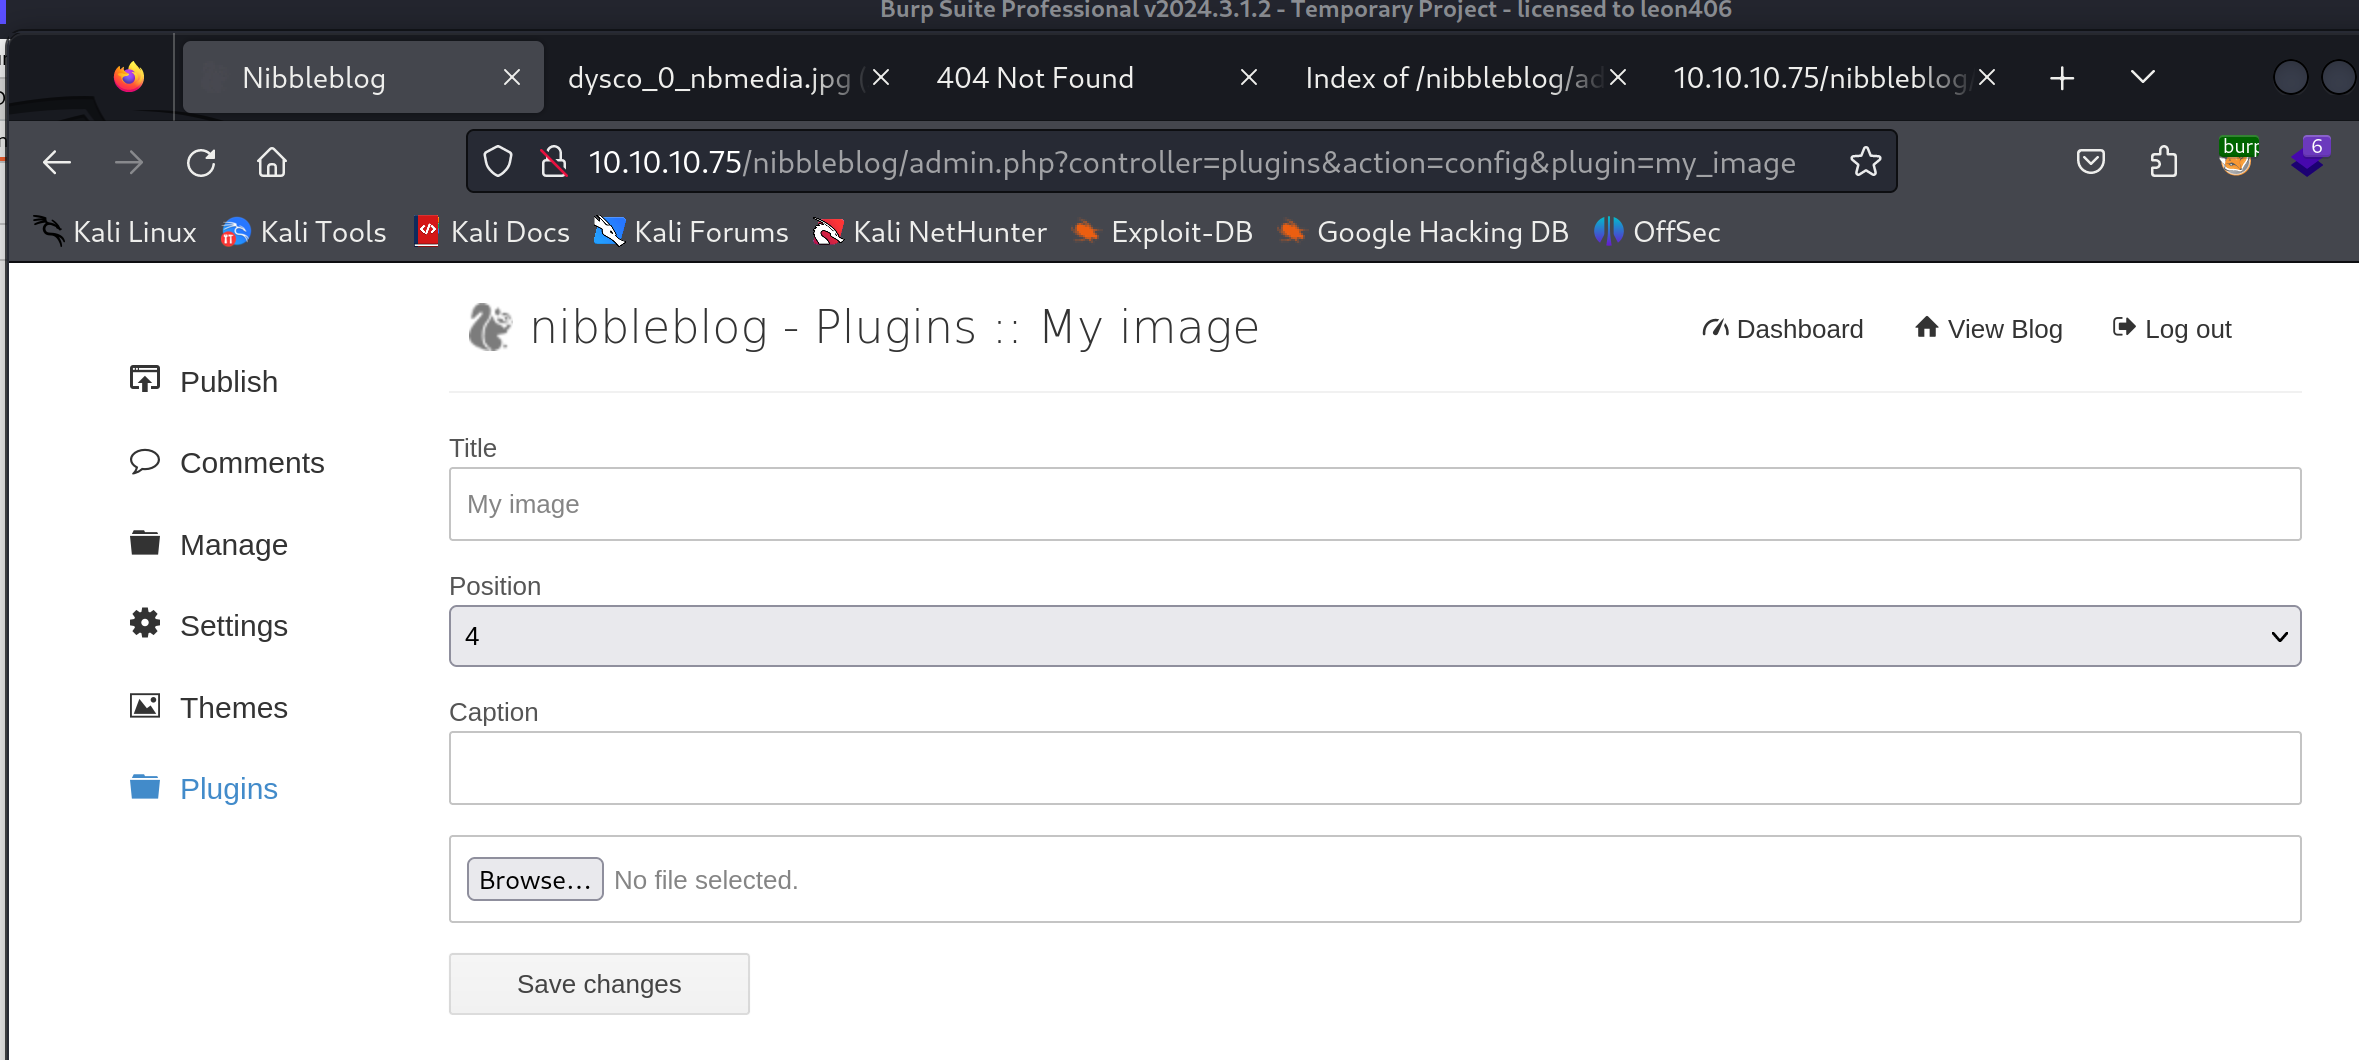 Burp Suite Professional v2024.3.1.2 - Temporary Project - licensed to leon406
Nibbleblog dysco_0_nbmedia.jpg ( 404 Not Found Index of /nibbleblog/ad 10.10.10.75/nibbleblog/
10.10.10.75/nibbleblog/admin.php?controller=plugins&action=config&plugin=my_image burp 6
Kali Linux Kali Tools Kali Docs Kali Forums Kali NetHunter Exploit-DB Google Hacking DB OffSec
nibbleblog - Plugins :: My image Dashboard View Blog Log out
Publish
Comments
Manage
Settings
Themes
Plugins
Title
My image
Position
4
Caption
Browse... No file selected.
Save changes